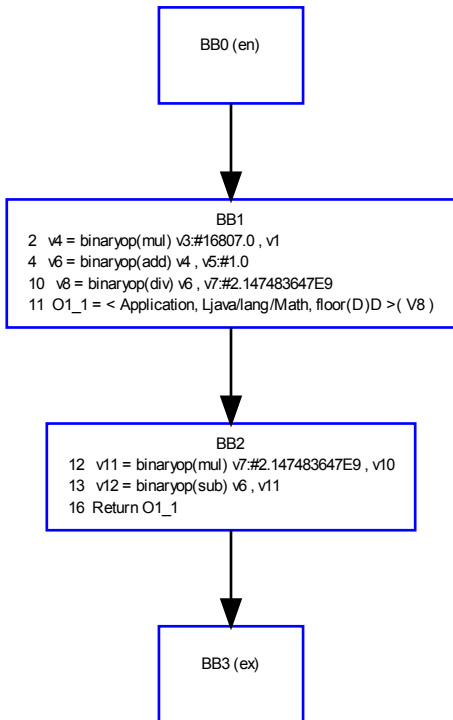 BB0 (en)
BB1
2 v4 = binaryop(mul) v3:#16807.0 , v1
4 v6 = binaryop(add) v4 , v5:#1.0
10 v8 = binaryop(div) v6 , v7:#2.147483647E9
11 O1_1 = < Application, Ljava/lang/Math, floor(D)D >( V8 )
BB2
12 v11 = binaryop(mul) v7:#2.147483647E9 , v10
13 v12 = binaryop(sub) v6 , v11
16 Return O1_1
BB3 (ex)